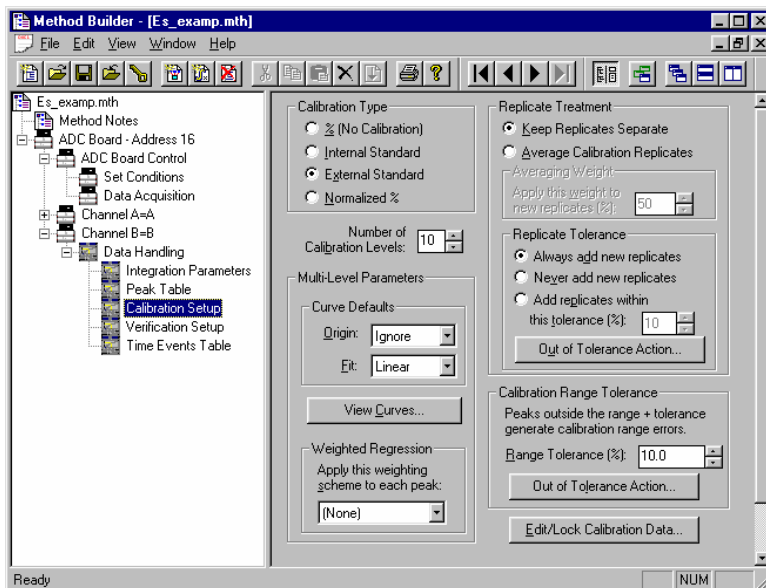 Method Builder - [Es_examp.mth]
File Edit View Window Help
Es_examp.mth
Method Notes
ADC Board - Address 16
ADC Board Control
Set Conditions
Data Acquisition
Channel A=A
Channel B=B
Data Handling
Integration Parameters
Peak Table
Calibration Setup
Verification Setup
Time Events Table
Calibration Type
% (No Calibration)
Internal Standard
External Standard
Normalized %
Number of
Calibration Levels: 10
Multi-Level Parameters
Curve Defaults
Origin: Ignore
Fit: Linear
View Curves...
Weighted Regression
Apply this weighting
scheme to each peak:
(None)
Replicate Treatment
Keep Replicates Separate
Average Calibration Replicates
Averaging Weight
Apply this weight to
new replicates (%): 50
Replicate Tolerance
Always add new replicates
Never add new replicates
Add replicates within
this tolerance (%): 10
Out of Tolerance Action...
Calibration Range Tolerance
Peaks outside the range + tolerance
generate calibration range errors.
Range Tolerance (%): 10.0
Out of Tolerance Action...
Edit/Lock Calibration Data...
Ready
NUM